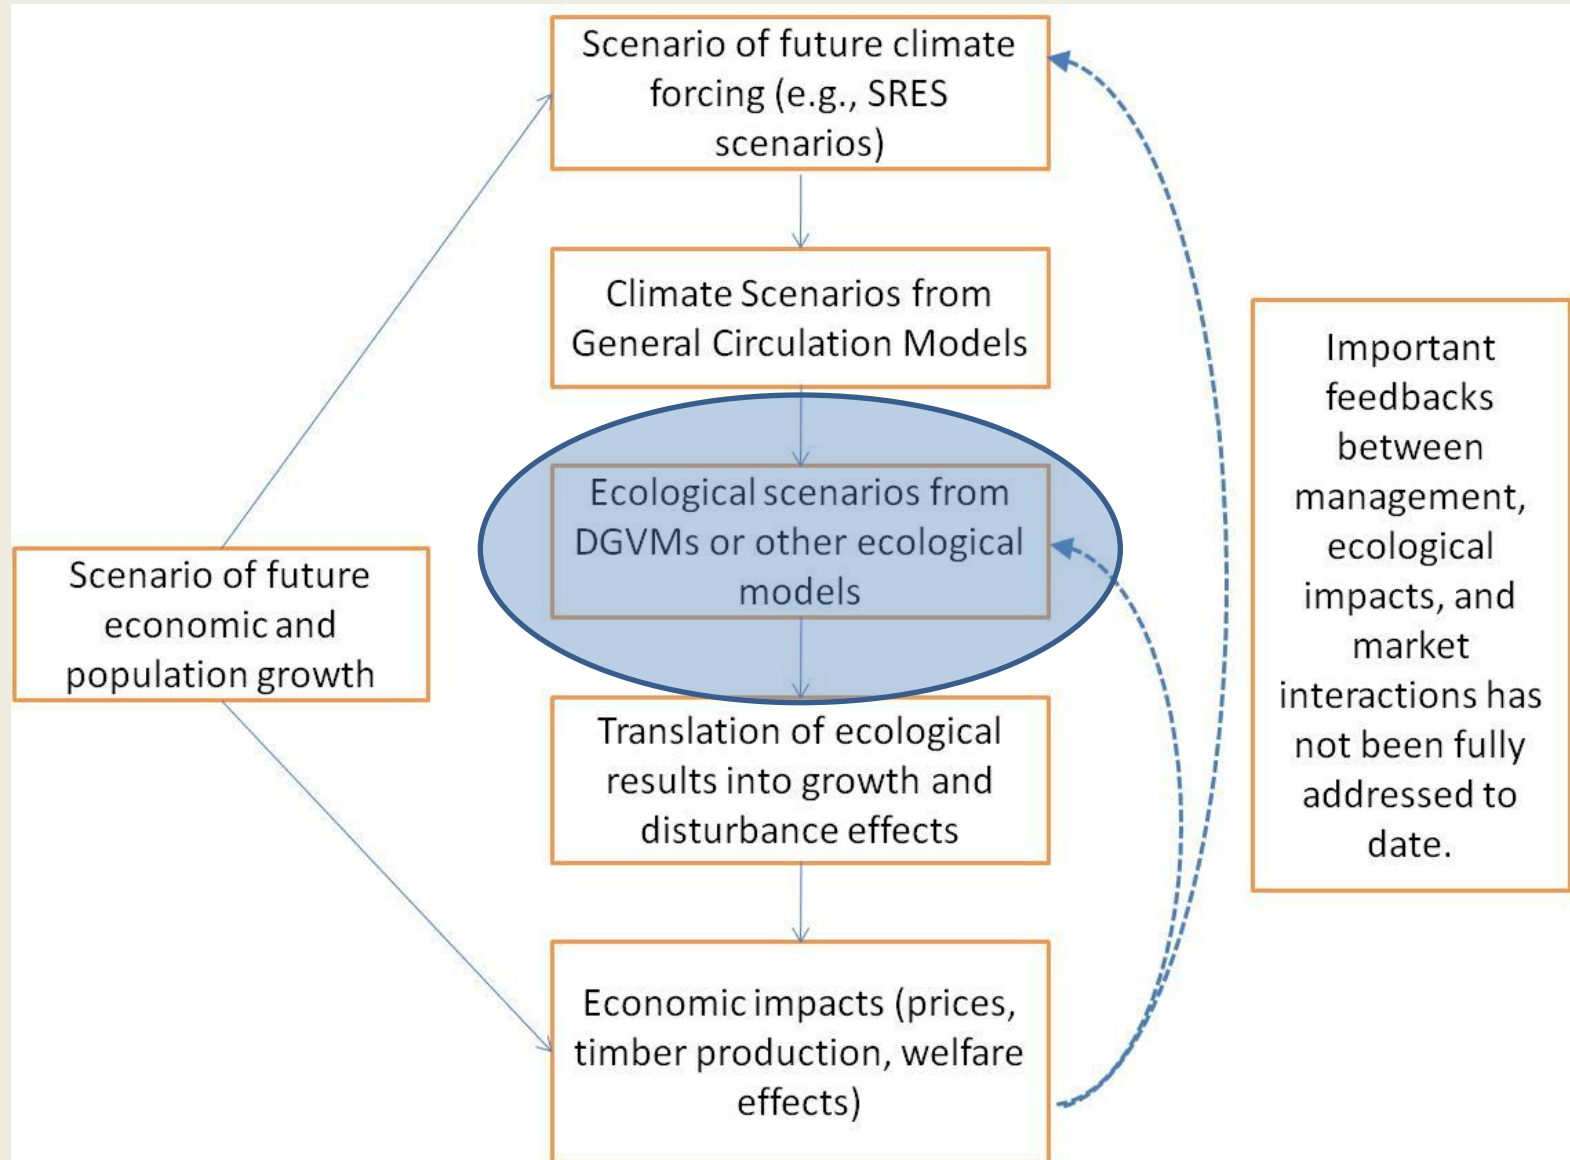 Scenario of future climate
forcing (e.g., SRES
scenarios)
Climate Scenarios from
General Circulation Models
Ecological scenarios from
DGVMs or other ecological
models
Scenario of future
economic and
population growth
Translation of ecological
results into growth and
disturbance effects
Economic impacts (prices,
timber production, welfare
effects)
Important
feedbacks
between
management,
ecological
impacts, and
market
interactions has
not been fully
addressed to
date.